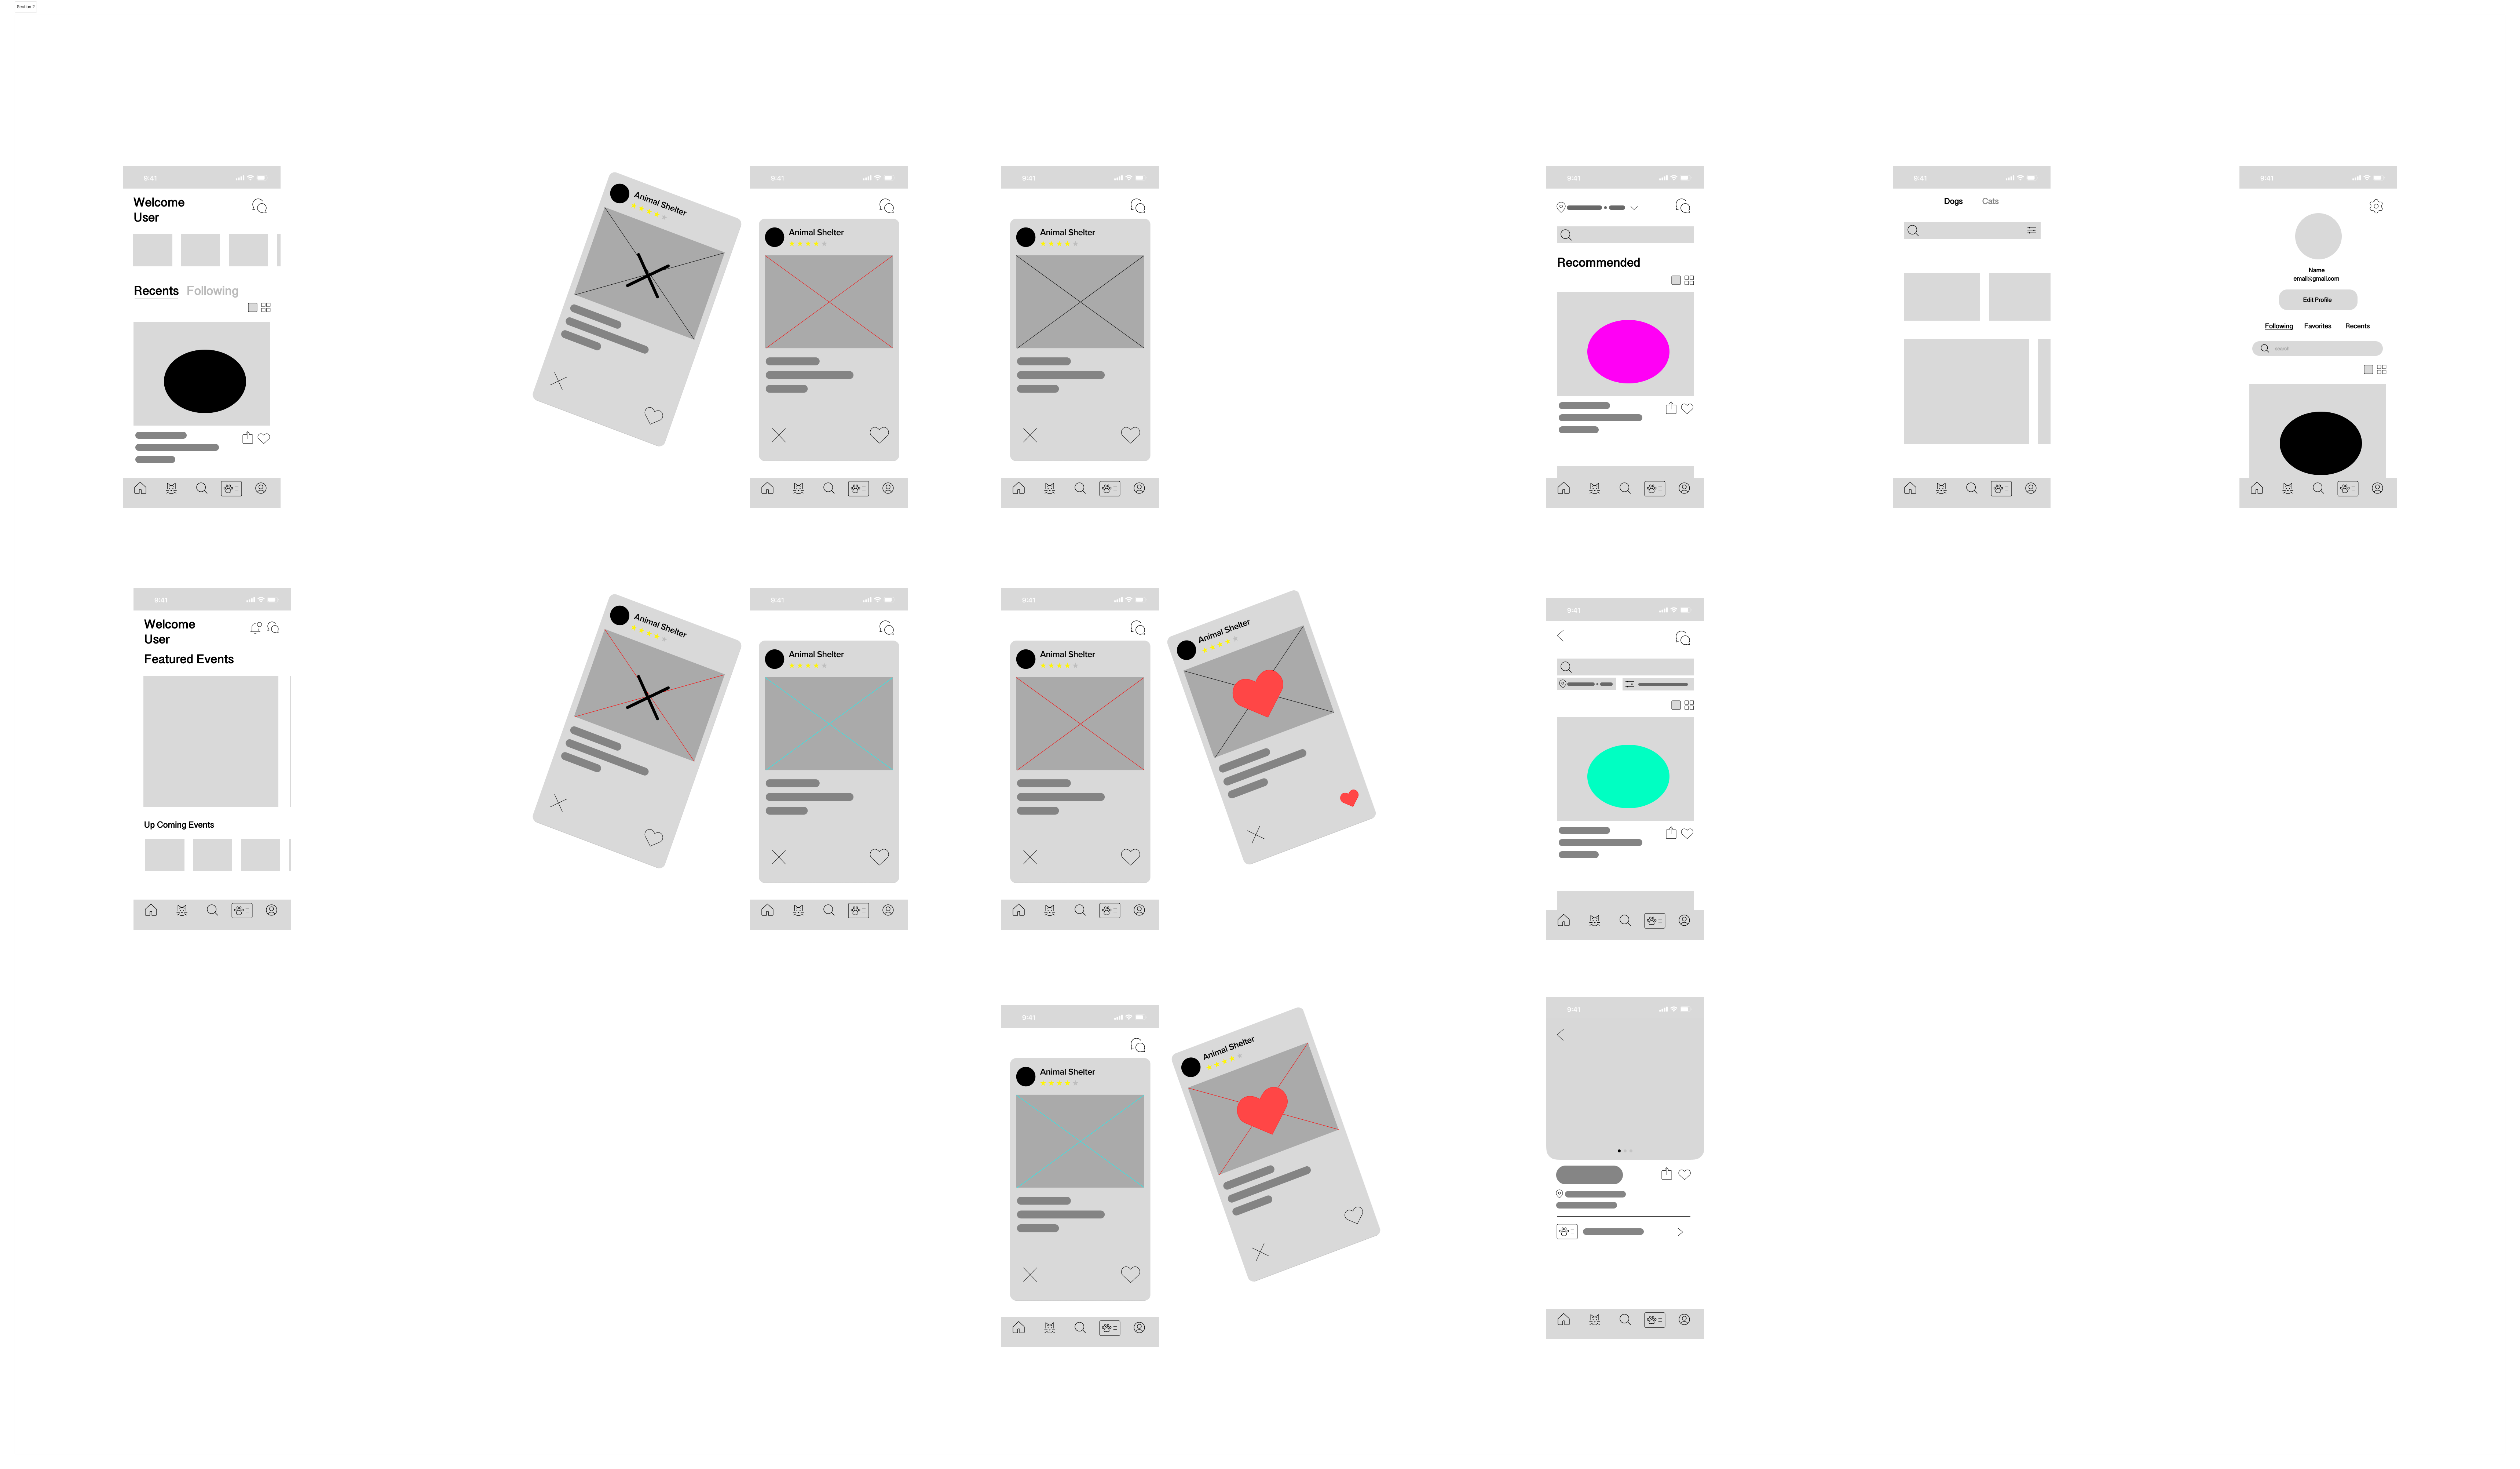 Section 2
9:41
Welcome
User
Recents Following
Animal Shelter
9:41
Animal Shelter
9:41
Animal Shelter
9:41
Recommended
9:41
Dogs Cats
9:41
Name
email@gmail.com
Edit Profile
Following Favorites Recents
search
9:41
Welcome
User
Featured Events
Up Coming Events
Animal Shelter
9:41
Animal Shelter
9:41
Animal Shelter
Animal Shelter
9:41
9:41
Animal Shelter
Animal Shelter
9:41